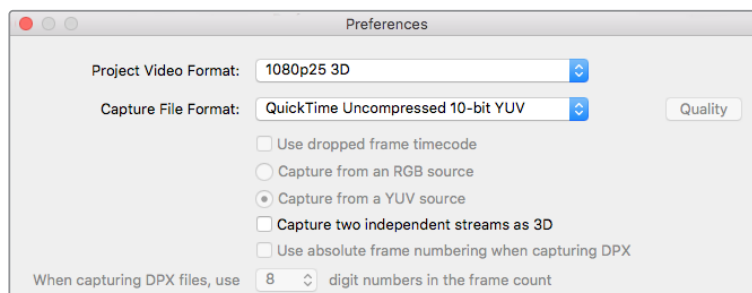 Preferences
Project Video Format: 1080p25 3D
Capture File Format: QuickTime Uncompressed 10-bit YUV Quality
Use dropped frame timecode
Capture from an RGB source
Capture from a YUV source
Capture two independent streams as 3D
Use absolute frame numbering when capturing DPX
When capturing DPX files, use 8 digit numbers in the frame count